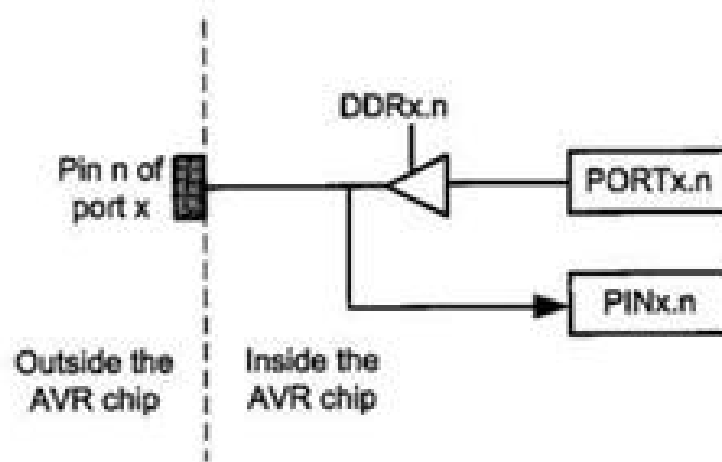 DDRx.n
Pin n of
port x
PORTx.n
PINx.n
Outside the
AVR chip
Inside the
AVR chip